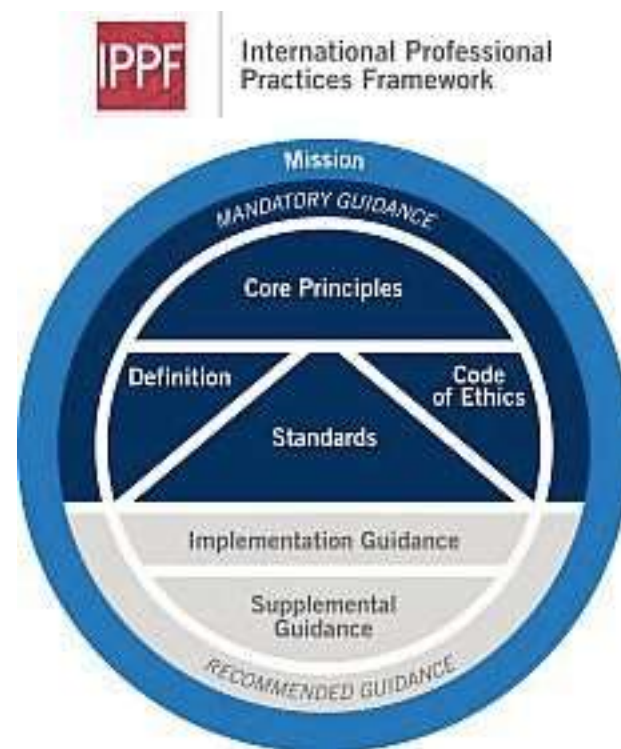 IPPF
International Professional
Practices Framework
Mission
MANDATORY GUIDANCE
Core Principles
Definition
Code
of Ethics
Standards
Implementation Guidance
Supplemental
Guidance
RECOMMENDED GUIDANCE